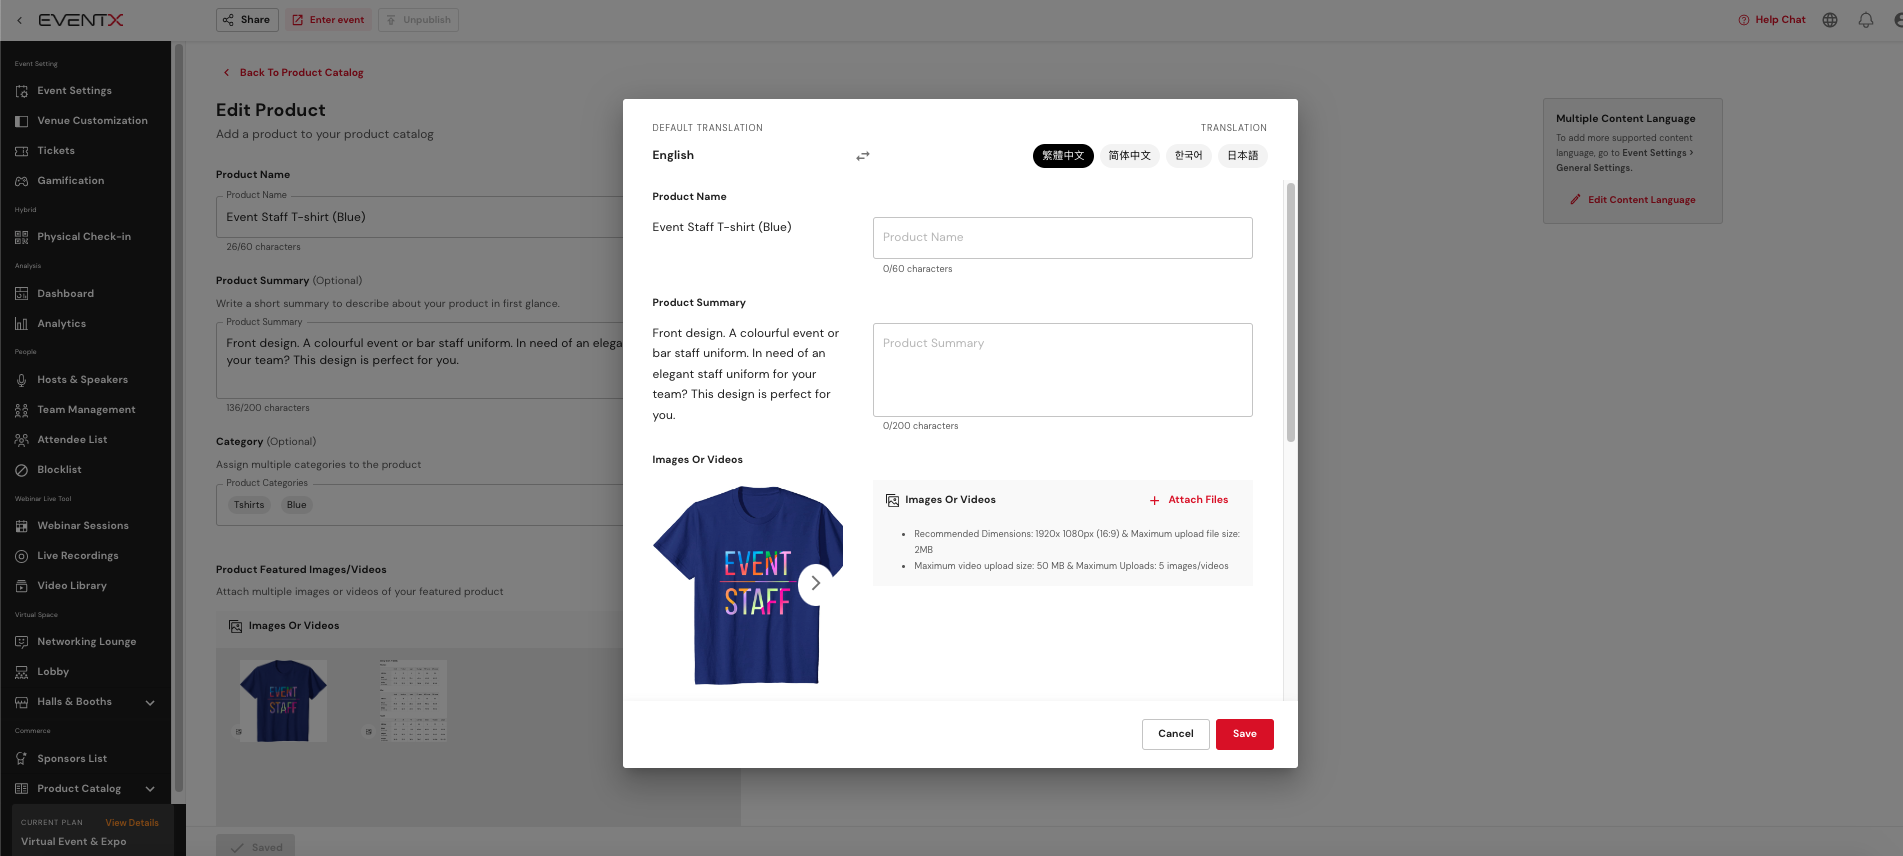 EVENTX
Share
Enter event
Unpublish
Help Chat
Event Setting
Event Settings
Venue Customization
Tickets
Gamification
Hybrid
Physical Check-in
Analysis
Dashboard
Analytics
People
Hosts & Speakers
Team Management
Attendee List
Blocklist
Webinar Live Tool
Webinar Sessions
Live Recordings
Video Library
Virtual Space
Networking Lounge
Lobby
Halls & Booths
Commerce
Sponsors List
Product Catalog
CURRENT PLAN
View Details
Virtual Event & Expo
Back To Product Catalog
Edit Product
Add a product to your product catalog
Product Name
Product Name
Event Staff T-shirt (Blue)
26/60 characters
Product Summary (Optional)
Write a short summary to describe about your product in first glance.
Product Summary
Front design. A colourful event or bar staff uniform. In need of an elega
your team? This design is perfect for you.
136/200 characters
Category (Optional)
Assign multiple categories to the product
Product Categories
Tshirts
Blue
Product Featured Images/Videos
Attach multiple images or videos of your featured product
Images Or Videos
EVENT
STAFF
Saved
DEFAULT TRANSLATION
TRANSLATION
English
繁體中文
简体中文
한국어
日本語
Product Name
Event Staff T-shirt (Blue)
Product Name
0/60 characters
Product Summary
Front design. A colourful event or
bar staff uniform. In need of an
elegant staff uniform for your
team? This design is perfect for
you.
Product Summary
0/200 characters
Images Or Videos
EVENT
STAFF
Images Or Videos
Attach Files
Recommended Dimensions: 1920x 1080px (16:9) & Maximum upload file size:
2MB
Maximum video upload size: 50 MB & Maximum Uploads: 5 images/videos
Cancel
Save
Multiple Content Language
To add more supported content
language, go to Event Settings >
General Settings.
Edit Content Language